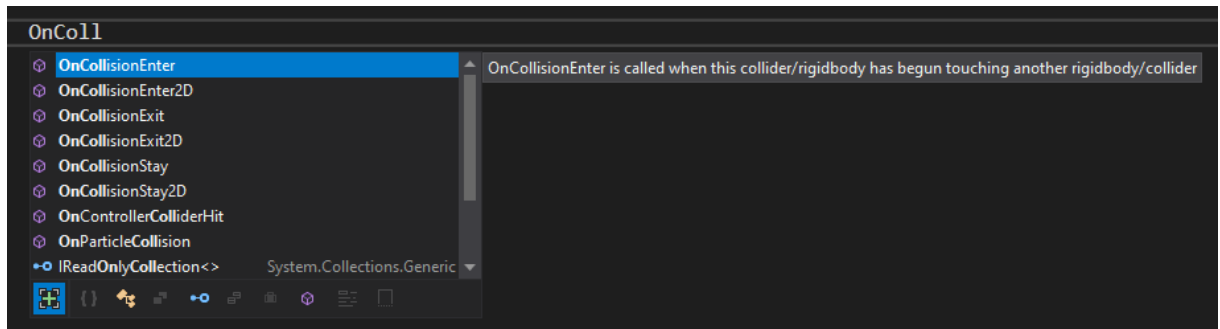 OnColl
OnCollisionEnter
OnCollisionEnter is called when this collider/rigidbody has begun touching another rigidbody/collider
OnCollisionEnter2D
OnCollisionExit
OnCollisionExit2D
OnCollisionStay
OnCollisionStay2D
OnControllerColliderHit
OnParticleCollision
IReadOnlyCollection<> System.Collections.Generic